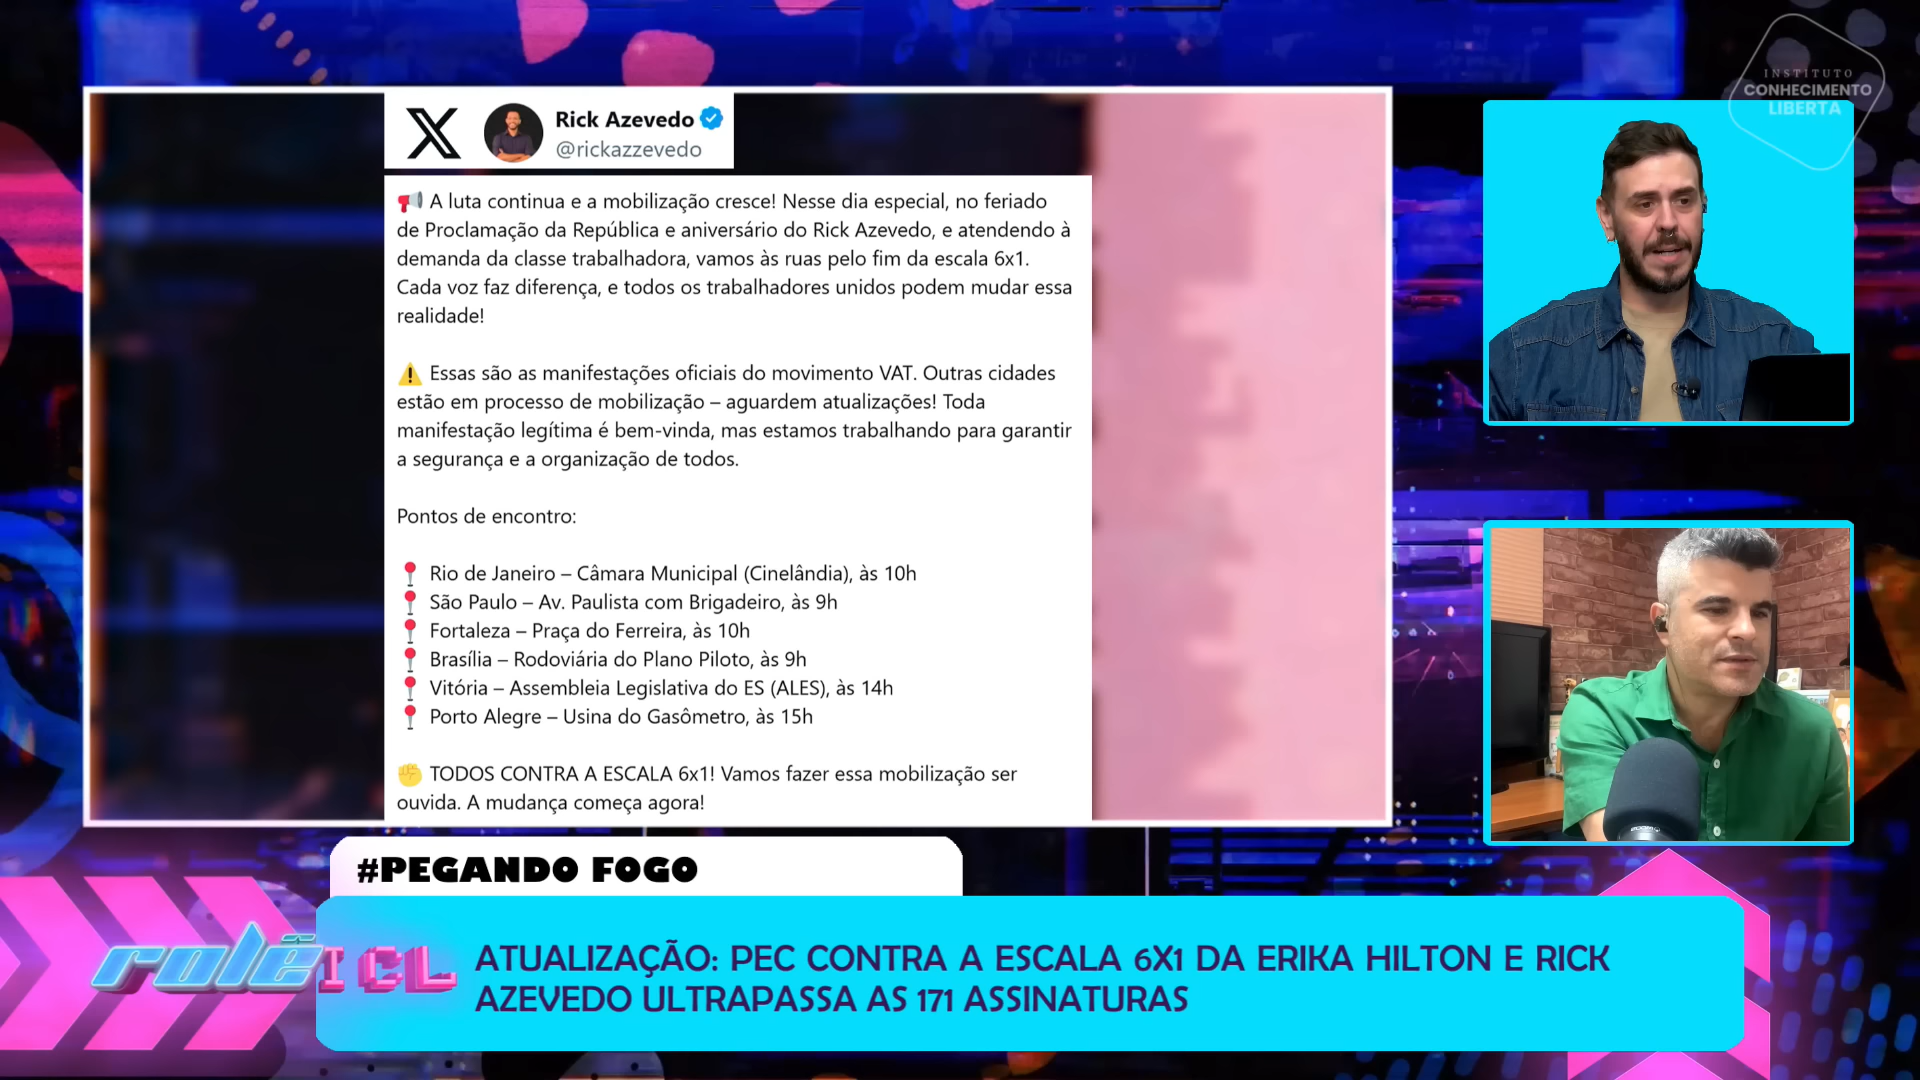 INSTITUTO
CONHECIMENTO
LIBERTA
Rick Azevedo
@rickazzevedo
📢 A luta continua e a mobilização cresce! Nesse dia especial, no feriado
de Proclamação da República e aniversário do Rick Azevedo, e atendendo à
demanda da classe trabalhadora, vamos às ruas pelo fim da escala 6x1.
Cada voz faz diferença, e todos os trabalhadores unidos podem mudar essa
realidade!
⚠️ Essas são as manifestações oficiais do movimento VAT. Outras cidades
estão em processo de mobilização – aguardem atualizações! Toda
manifestação legítima é bem-vinda, mas estamos trabalhando para garantir
a segurança e a organização de todos.
Pontos de encontro:
📍 Rio de Janeiro – Câmara Municipal (Cinelândia), às 10h
📍 São Paulo – Av. Paulista com Brigadeiro, às 9h
📍 Fortaleza – Praça do Ferreira, às 10h
📍 Brasília – Rodoviária do Plano Piloto, às 9h
📍 Vitória – Assembleia Legislativa do ES (ALES), às 14h
📍 Porto Alegre – Usina do Gasômetro, às 15h
✊ TODOS CONTRA A ESCALA 6x1! Vamos fazer essa mobilização ser
ouvida. A mudança começa agora!
#PEGANDO FOGO
rolê ICL
ATUALIZAÇÃO: PEC CONTRA A ESCALA 6X1 DA ERIKA HILTON E RICK
AZEVEDO ULTRAPASSA AS 171 ASSINATURAS